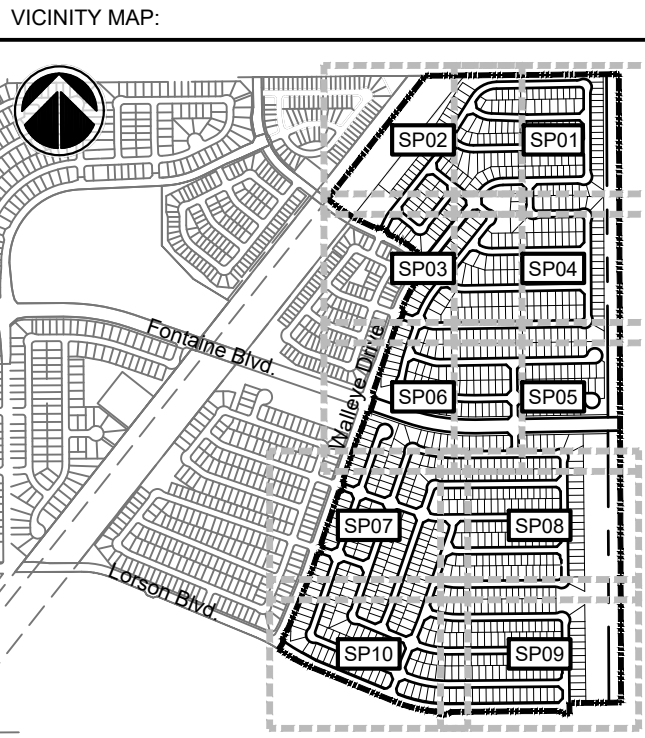 VICINITY MAP:
SP02
SP01
SP03
SP04
Fontaine Blvd.
Walleye Drive
SP06
SP05
SP07
SP08
Lorson Blvd.
SP10
SP09